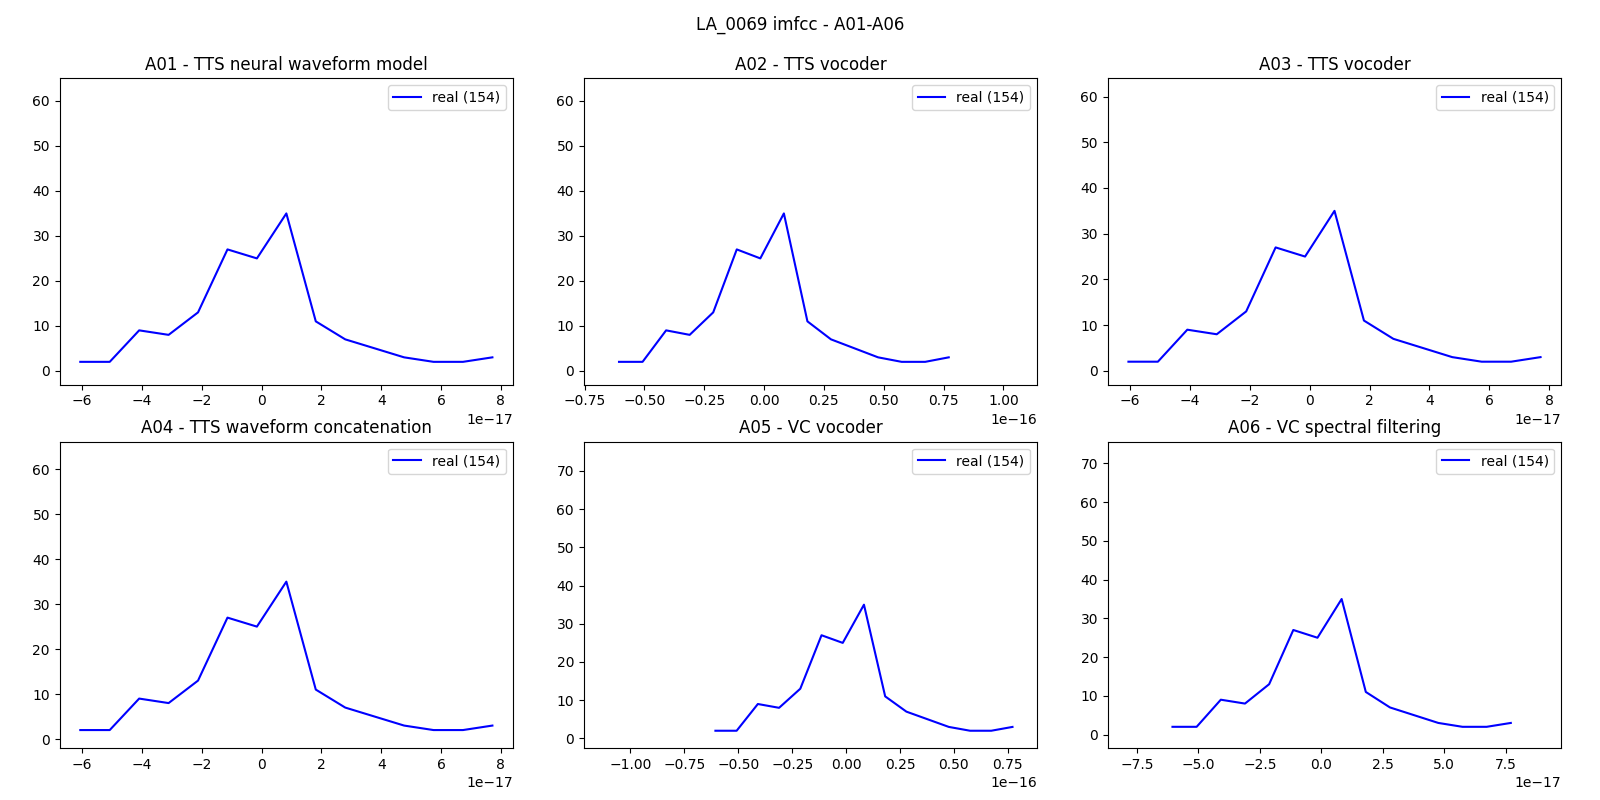 LA_0069 imfcc - A01-A06
A01 - TTS neural waveform model
real (154)
60
50
40
30
20
10
0
−6 −4 −2 0 2 4 6 8
1e−17
A02 - TTS vocoder
real (154)
60
50
40
30
20
10
0
−0.75 −0.50 −0.25 0.00 0.25 0.50 0.75 1.00
1e−16
A03 - TTS vocoder
real (154)
60
50
40
30
20
10
0
−6 −4 −2 0 2 4 6 8
1e−17
A04 - TTS waveform concatenation
real (154)
60
50
40
30
20
10
0
−6 −4 −2 0 2 4 6 8
1e−17
A05 - VC vocoder
real (154)
70
60
50
40
30
20
10
0
−1.00 −0.75 −0.50 −0.25 0.00 0.25 0.50 0.75
1e−16
A06 - VC spectral filtering
real (154)
70
60
50
40
30
20
10
0
−7.5 −5.0 −2.5 0.0 2.5 5.0 7.5
1e−17